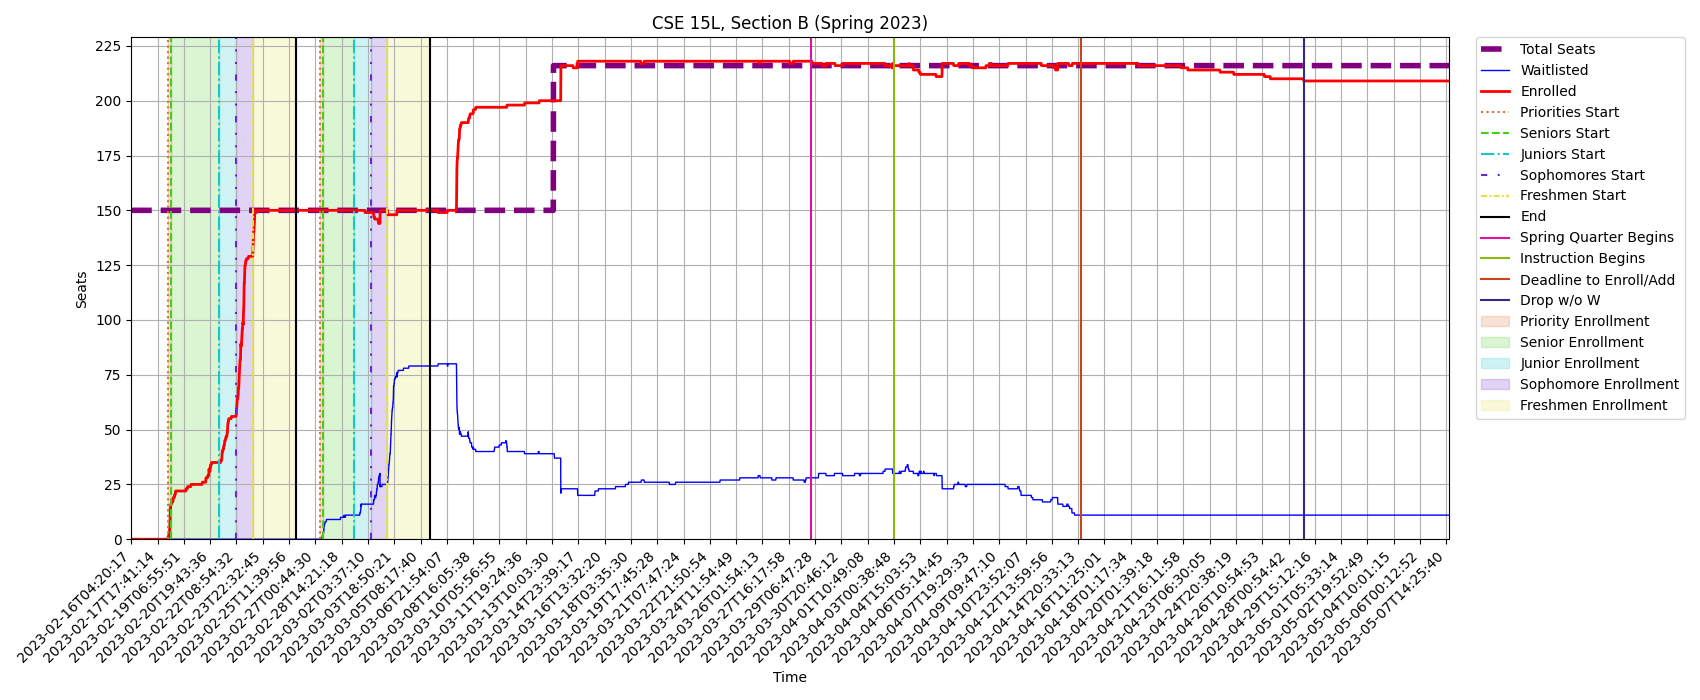 CSE 15L, Section B (Spring 2023)
225
200
175
150
125
100
75
50
25
0
Seats
2023-02-16T04:20:17
2023-02-17T17:41:14
2023-02-19T06:55:51
2023-02-20T19:43:36
2023-02-22T08:54:32
2023-02-23T22:32:45
2023-02-25T11:39:56
2023-02-27T00:44:30
2023-02-28T14:21:18
2023-03-02T03:37:10
2023-03-03T18:50:21
2023-03-05T08:17:40
2023-03-06T21:54:07
2023-03-08T16:05:38
2023-03-10T05:56:55
2023-03-11T19:24:36
2023-03-13T10:03:30
2023-03-14T23:39:17
2023-03-16T13:32:20
2023-03-18T03:35:30
2023-03-19T17:45:28
2023-03-21T07:47:24
2023-03-22T21:50:54
2023-03-24T11:54:49
2023-03-26T01:54:13
2023-03-27T16:17:58
2023-03-29T06:47:28
2023-03-30T20:46:12
2023-04-01T10:49:08
2023-04-03T00:38:48
2023-04-04T15:03:53
2023-04-06T05:14:45
2023-04-07T19:29:33
2023-04-09T09:47:10
2023-04-10T23:52:07
2023-04-12T13:59:56
2023-04-14T20:33:13
2023-04-16T11:25:01
2023-04-18T01:17:34
2023-04-20T01:39:18
2023-04-21T16:11:58
2023-04-23T06:30:05
2023-04-24T20:38:19
2023-04-26T10:54:53
2023-04-28T00:54:42
2023-04-29T15:12:16
2023-05-01T05:33:14
2023-05-02T19:52:49
2023-05-04T10:01:15
2023-05-06T00:12:52
2023-05-07T14:25:40
Time
Total Seats
Waitlisted
Enrolled
Priorities Start
Seniors Start
Juniors Start
Sophomores Start
Freshmen Start
End
Spring Quarter Begins
Instruction Begins
Deadline to Enroll/Add
Drop w/o W
Priority Enrollment
Senior Enrollment
Junior Enrollment
Sophomore Enrollment
Freshmen Enrollment